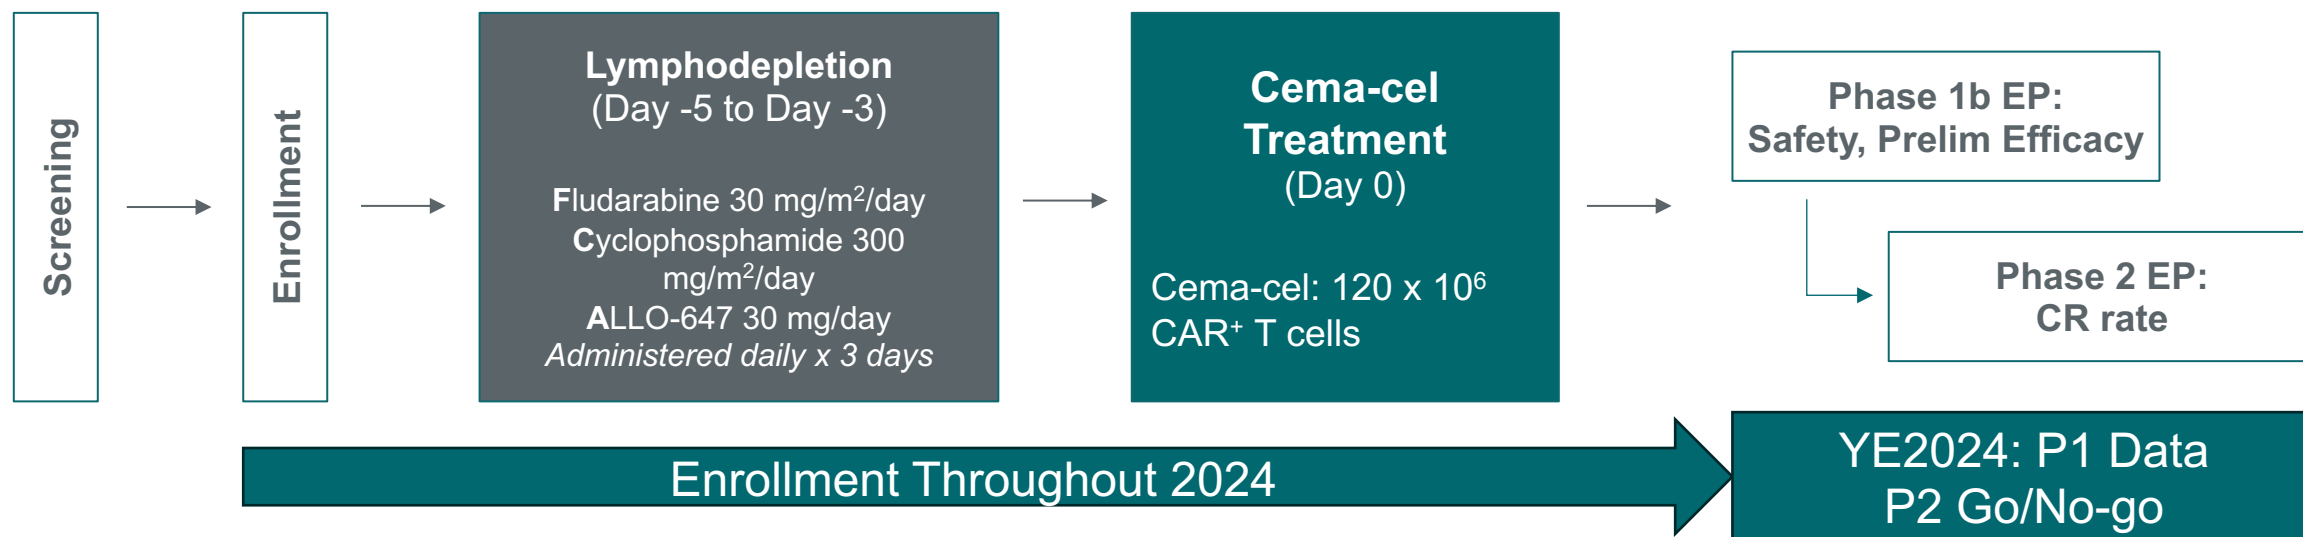 Screening
Enrollment
Lymphodepletion
(Day -5 to Day -3)
Fludarabine 30 mg/m²/day
Cyclophosphamide 300
mg/m²/day
ALLO-647 30 mg/day
Administered daily x 3 days
Cema-cel
Treatment
(Day 0)
Cema-cel: 120 x 10⁶
CAR⁺ T cells
Phase 1b EP:
Safety, Prelim Efficacy
Phase 2 EP:
CR rate
Enrollment Throughout 2024
YE2024: P1 Data
P2 Go/No-go